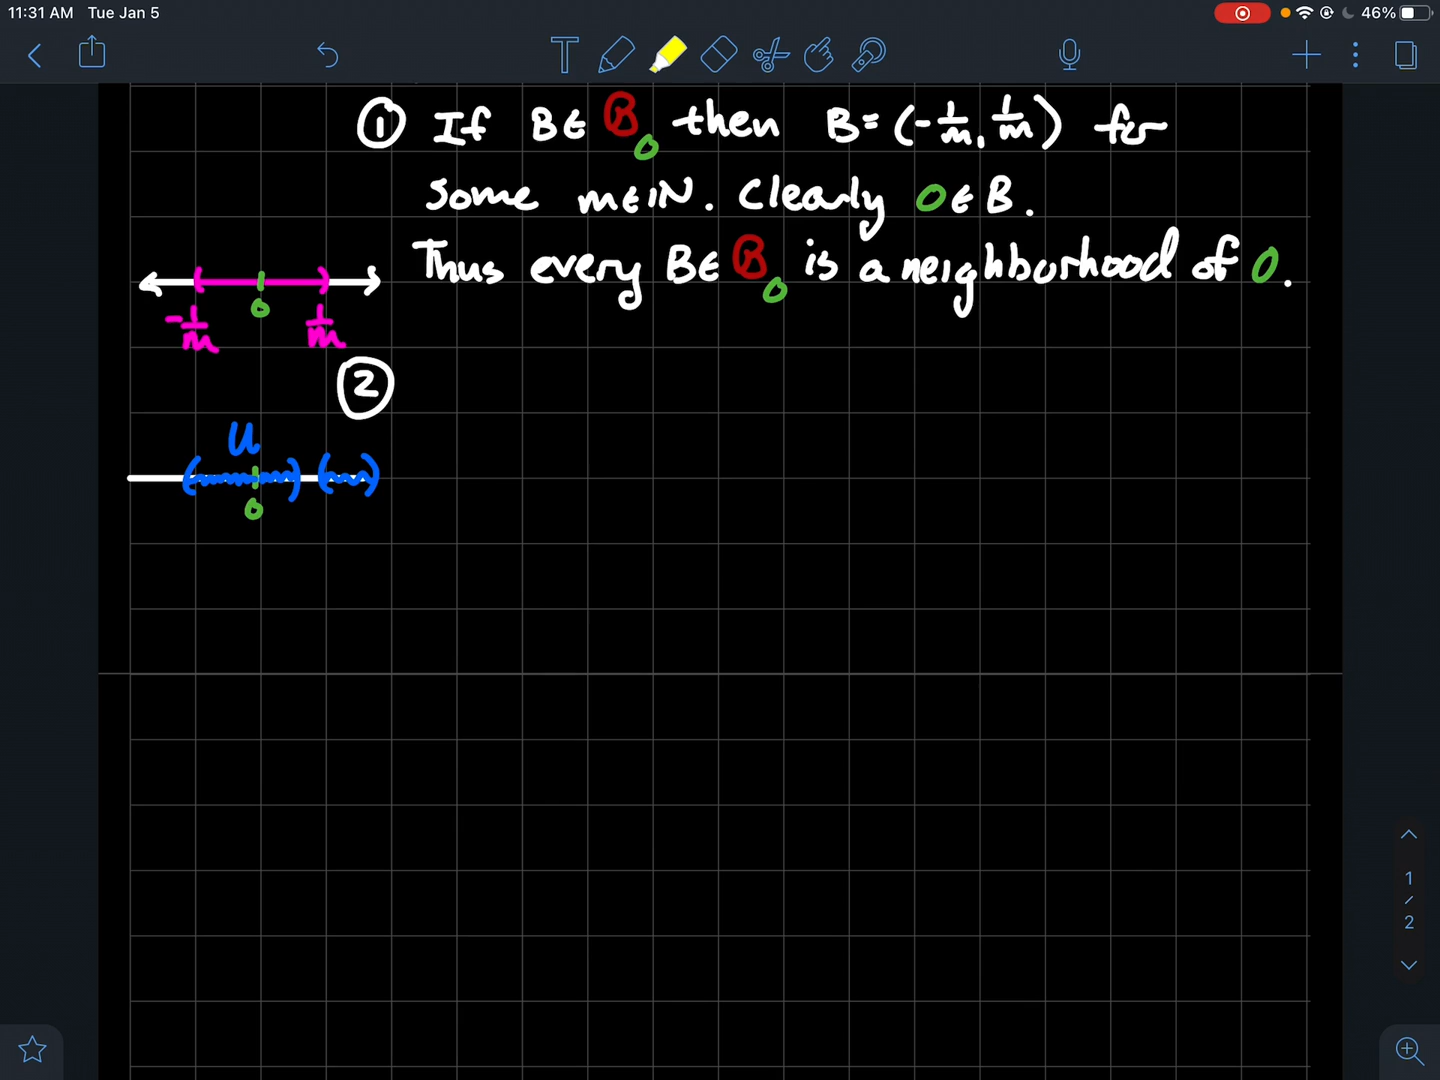 11:31 AM Tue Jan 5
46%
T
① If B∈ 𝓑₀ then B = (-1/m, 1/m) for
Some m∈ℕ. Clearly 0∈B.
Thus every B∈ 𝓑₀ is a neighborhood of 0.
0
-1/m 1/m
②
U
0
1
/
2